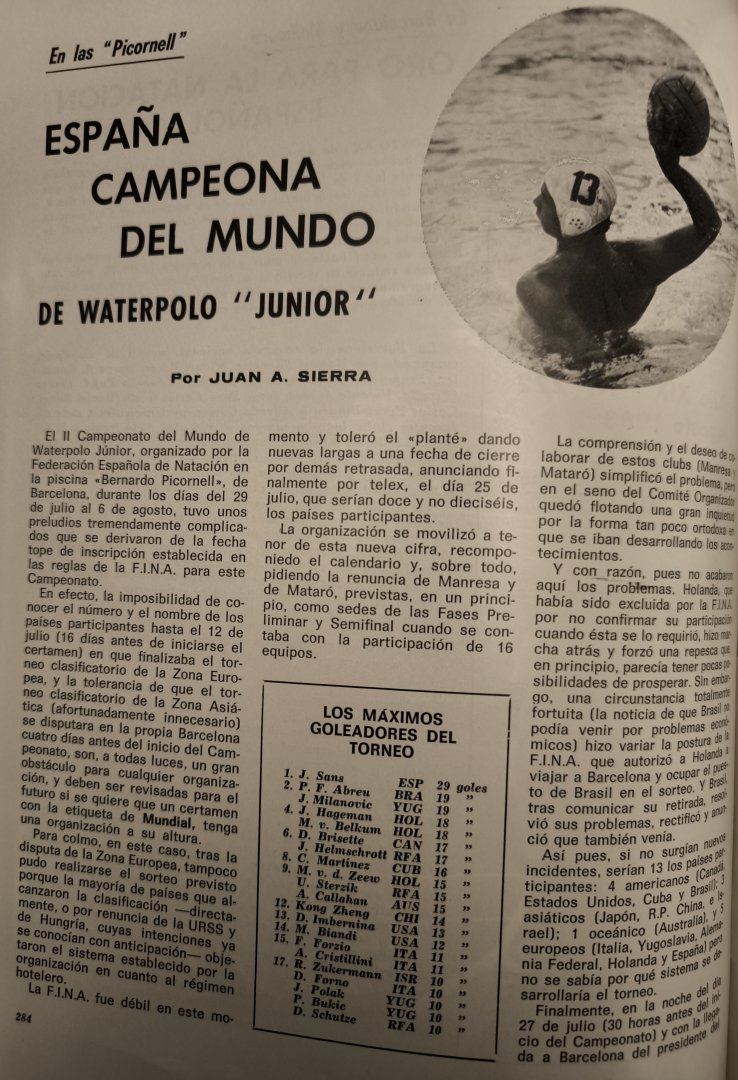 En las "Picornell"
ESPAÑA
CAMPEONA
DEL MUNDO
DE WATERPOLO "JUNIOR"
Por JUAN A. SIERRA
13
El II Campeonato del Mundo de
Waterpolo Júnior, organizado por la
Federación Española de Natación en
la piscina «Bernardo Picornell», de
Barcelona, durante los días del 29
de julio al 6 de agosto, tuvo unos
preludios tremendamente complica-
dos que se derivaron de la fecha
tope de inscripción establecida en
las reglas de la F.I.N.A. para este
Campeonato.
En efecto, la imposibilidad de co-
nocer el número y el nombre de los
países participantes hasta el 12 de
julio (16 días antes de iniciarse el
certamen) en que finalizaba el tor-
neo clasificatorio de la Zona Euro-
pea, y la tolerancia de que el tor-
neo clasificatorio de la Zona Asiá-
tica (afortunadamente innecesario)
se disputara en la propia Barcelona
cuatro días antes del inicio del Cam-
peonato, son, a todas luces, un gran
obstáculo para cualquier organiza-
ción, y deben ser revisadas para el
futuro si se quiere que un certamen
con la etiqueta de Mundial, tenga
una organización a su altura.
Para colmo, en este caso, tras la
disputa de la Zona Europea, tampoco
pudo realizarse el sorteo previsto
porque la mayoría de países que al-
canzaron la clasificación —directa-
mente, o por renuncia de la URSS y
de Hungría, cuyas intenciones ya
se conocían con anticipación— obje-
taron el sistema establecido por la
organización en cuanto al régimen
hotelero.
La F.I.N.A. fue débil en este mo-
284
mento y toleró el «planté» dando
nuevas largas a una fecha de cierre
por demás retrasada, anunciando fi-
nalmente por telex, el día 25 de
julio, que serían doce y no dieciséis,
los países participantes.
La organización se movilizó a te-
nor de esta nueva cifra, recompo-
niedo el calendario y, sobre todo,
pidiendo la renuncia de Manresa y
de Mataró, previstas, en un princi-
pio, como sedes de las Fases Pre-
liminar y Semifinal cuando se con-
taba con la participación de 16
equipos.
LOS MÁXIMOS
GOLEADORES DEL
TORNEO
1. J. Sans ESP 29 goles
2. P. F. Abreu BRA 19 "
J. Milanovic YUG 19 "
4. J. Hageman HOL 18 "
M. v. Belkum HOL 18 "
6. D. Brisette CAN 17 "
J. Helmschrott RFA 17 "
8. C. Martinez CUB 16 "
9. M. v. d. Zeew HOL 15 "
U. Sterzik RFA 15 "
A. Callahan AUS 15 "
12. Kong Zheng CHI 14 "
13. D. Imbernina USA 13 "
14. M. Biandi USA 12 "
15. F. Forzio ITA 11 "
A. Cristillini ITA 11 "
17. R. Zukermann ISR 10 "
D. Forno ITA 10 "
J. Polak YUG 10 "
P. Bukic YUG 10 "
D. Schutze RFA 10 "
La comprensión y el deseo de co-
laborar de estos clubs (Manresa y
Mataró) simplificó el problema, pero
en el seno del Comité Organizador
quedó flotando una gran inquietud
por la forma tan poco ortodoxa en
que se iban desarrollando los acon-
tecimientos.
Y con razón, pues no acabaron
aquí los problemas. Holanda, que
había sido excluida por la F.I.N.A.
por no confirmar su participación
cuando ésta se lo requirió, hizo mar-
cha atrás y forzó una repesca que
en principio, parecía tener pocas po-
sibilidades de prosperar. Sin embar-
go, una circunstancia totalmente
fortuita (la noticia de que Brasil no
podía venir por problemas econó-
micos) hizo variar la postura de la
F.I.N.A. que autorizó a Holanda a
viajar a Barcelona y ocupar el pues-
to de Brasil en el sorteo. Y Brasil,
tras comunicar su retirada, resol-
vió sus problemas, rectificó y anun-
ció que también venía.
Así pues, si no surgían nuevos
incidentes, serían 13 los países par-
ticipantes: 4 americanos (Canadá,
Estados Unidos, Cuba y Brasil); 3
asiáticos (Japón, R.P. China, e Is-
rael); 1 oceánico (Australia), y 5
europeos (Italia, Yugoslavia, Alema-
nia Federal, Holanda y España) pero
no se sabía por qué sistema se de-
sarrollaría el torneo.
Finalmente, en la noche del día
27 de julio (30 horas antes del ini-
cio del Campeonato) y con la llega-
da a Barcelona del presidente del